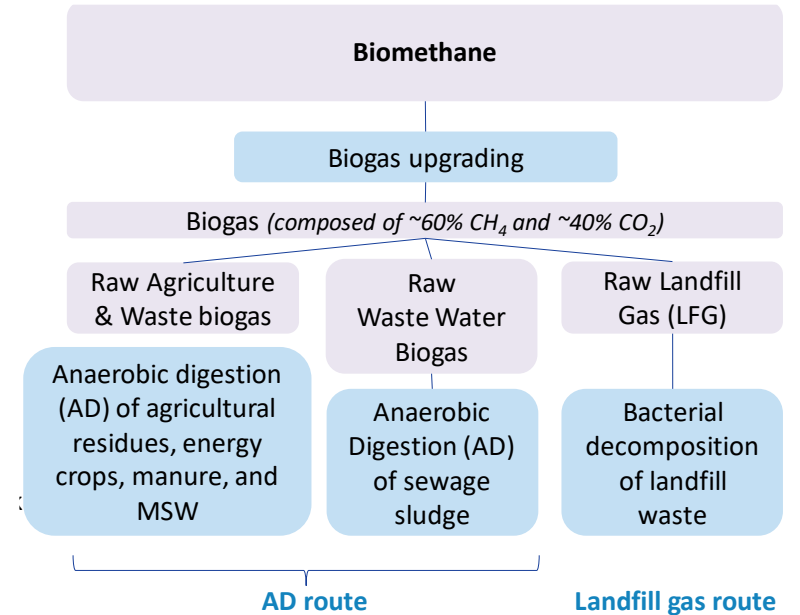 Biomethane
Biogas upgrading
Biogas (composed of ~60% CH₄ and ~40% CO₂)
Raw Agriculture
& Waste biogas
Raw
Waste Water
Biogas
Raw Landfill
Gas (LFG)
Anaerobic digestion
(AD) of agricultural
residues, energy
crops, manure, and
MSW
Anaerobic
Digestion (AD)
of sewage
sludge
Bacterial
decomposition
of landfill
waste
AD route
Landfill gas route